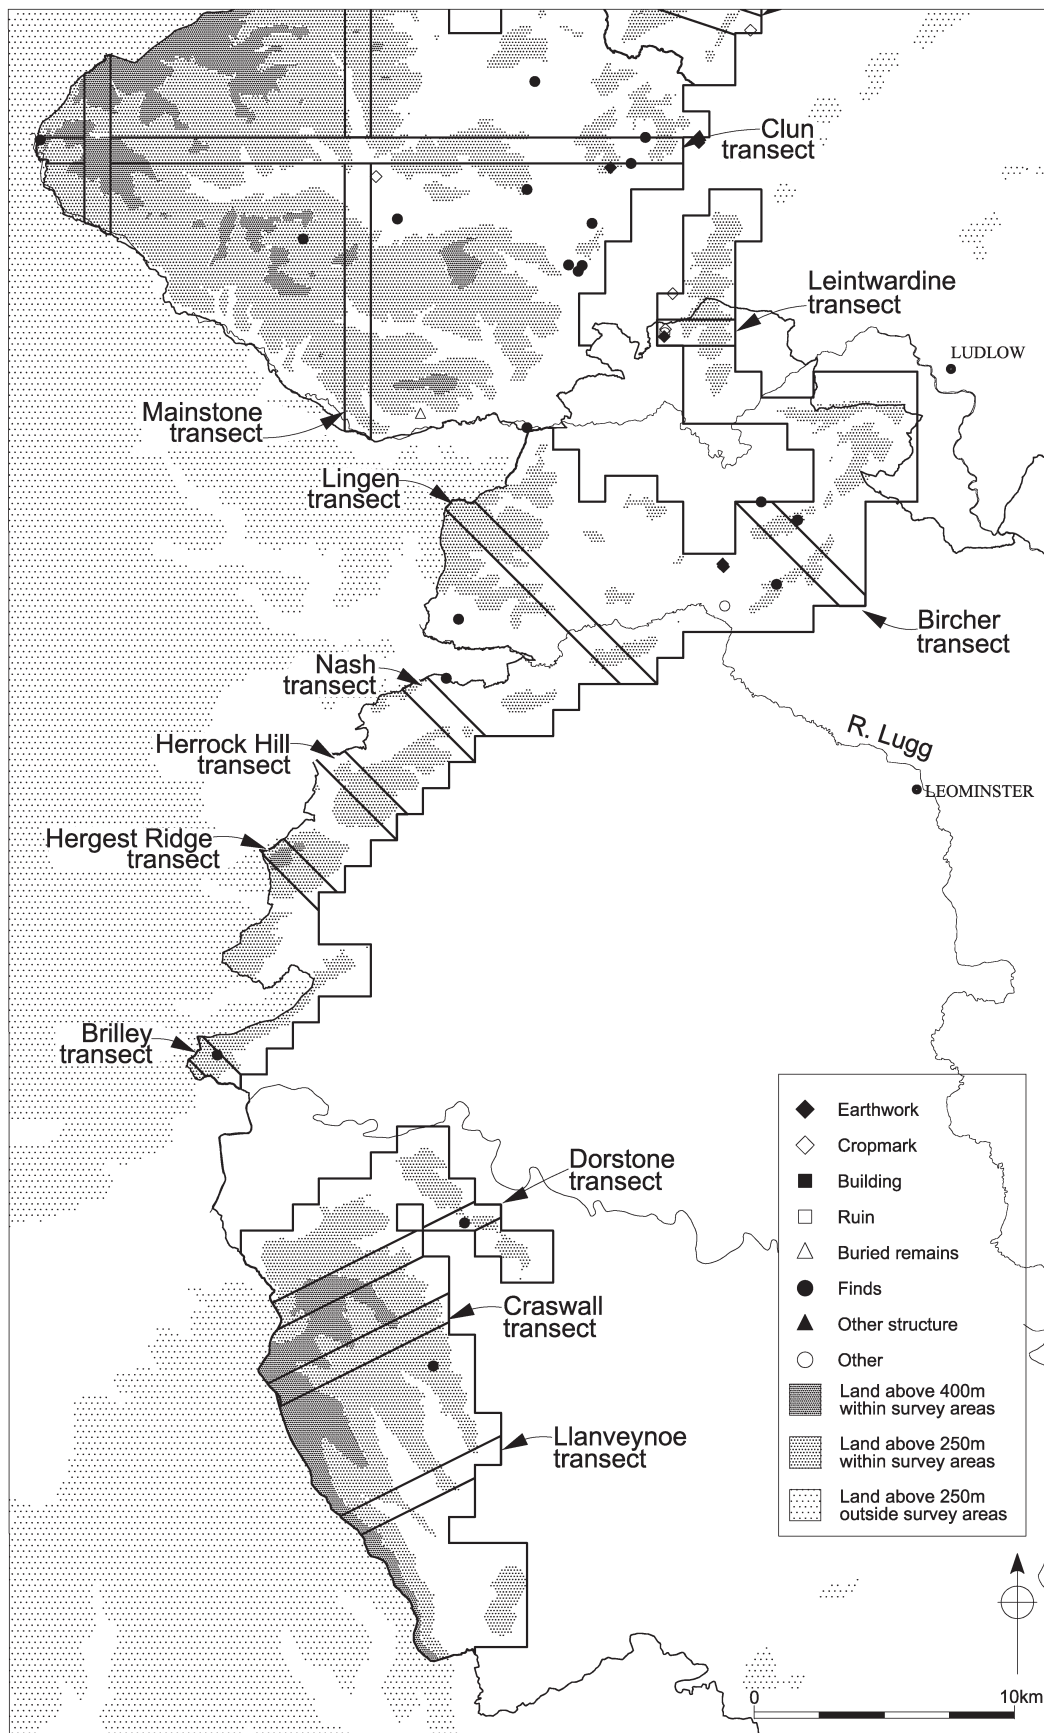 Clun
transect
Leintwardine
transect
LUDLOW
Mainstone
transect
Lingen
transect
Bircher
transect
Nash
transect
R. Lugg
Herrock Hill
transect
LEOMINSTER
Hergest Ridge
transect
Brilley
transect
Dorstone
transect
Craswall
transect
Llanveynoe
transect
Earthwork
Cropmark
Building
Ruin
Buried remains
Finds
Other structure
Other
Land above 400m
within survey areas
Land above 250m
within survey areas
Land above 250m
outside survey areas
0 10km